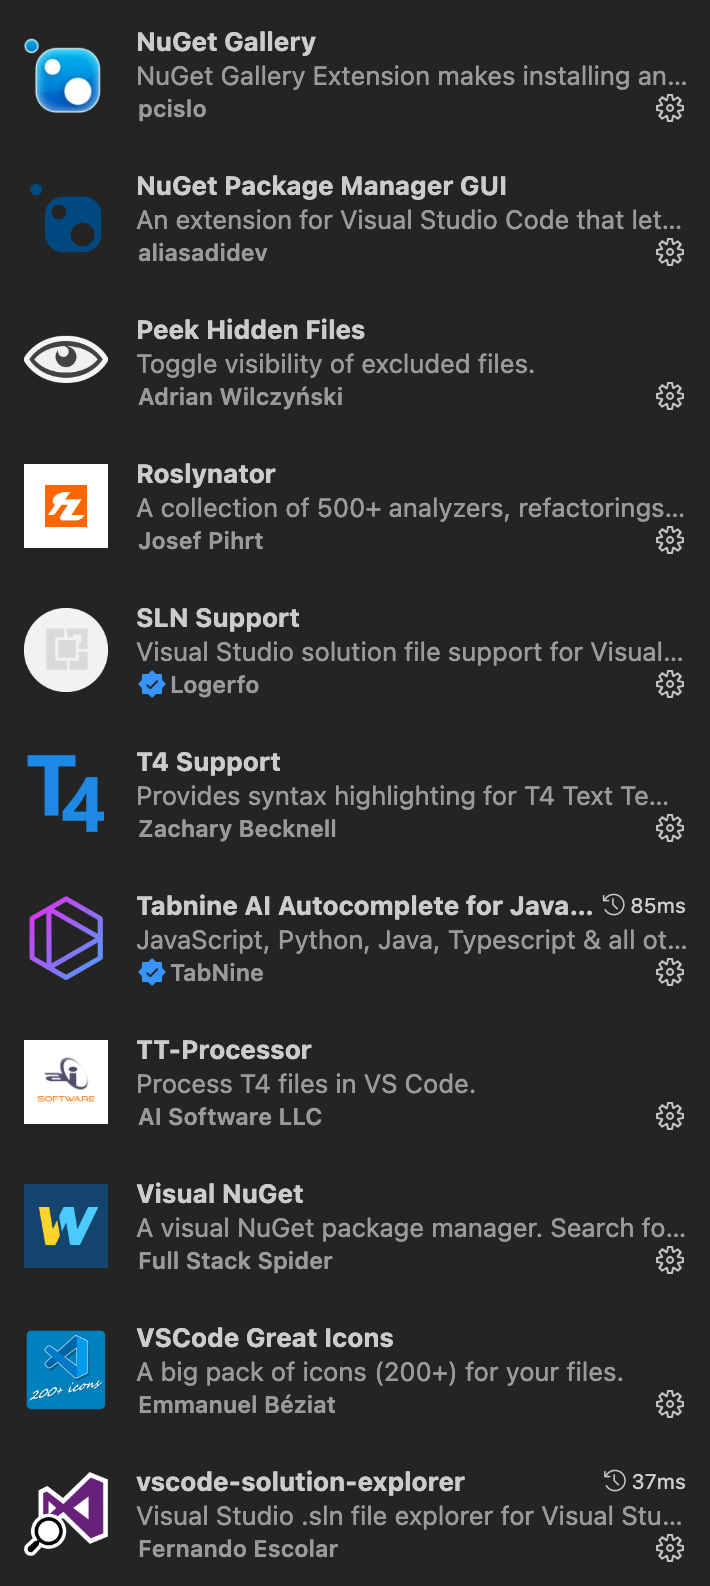 NuGet Gallery
NuGet Gallery Extension makes installing an...
pcislo
NuGet Package Manager GUI
An extension for Visual Studio Code that let...
aliasadidev
Peek Hidden Files
Toggle visibility of excluded files.
Adrian Wilczyński
Roslynator
A collection of 500+ analyzers, refactorings...
Josef Pihrt
SLN Support
Visual Studio solution file support for Visual...
Logerfo
T4
T4 Support
Provides syntax highlighting for T4 Text Te...
Zachary Becknell
Tabnine AI Autocomplete for Java... 85ms
JavaScript, Python, Java, Typescript & all ot...
TabNine
ai
SOFTWARE
TT-Processor
Process T4 files in VS Code.
AI Software LLC
W
Visual NuGet
A visual NuGet package manager. Search fo...
Full Stack Spider
200+ icons
VSCode Great Icons
A big pack of icons (200+) for your files.
Emmanuel Béziat
vscode-solution-explorer 37ms
Visual Studio .sln file explorer for Visual Stu...
Fernando Escolar